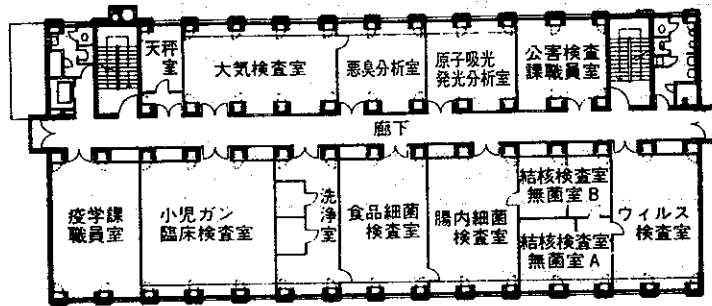 天秤
室
大気検査室
悪臭分析室
原子吸光
発光分析室
公害検査
課職員室
廊下
疫学課
職員室
小児ガン
臨床検査室
洗
浄
室
食品細菌
検査室
腸内細菌
検査室
結核検査室
無菌室B
結核検査室
無菌室A
ウィルス
検査室